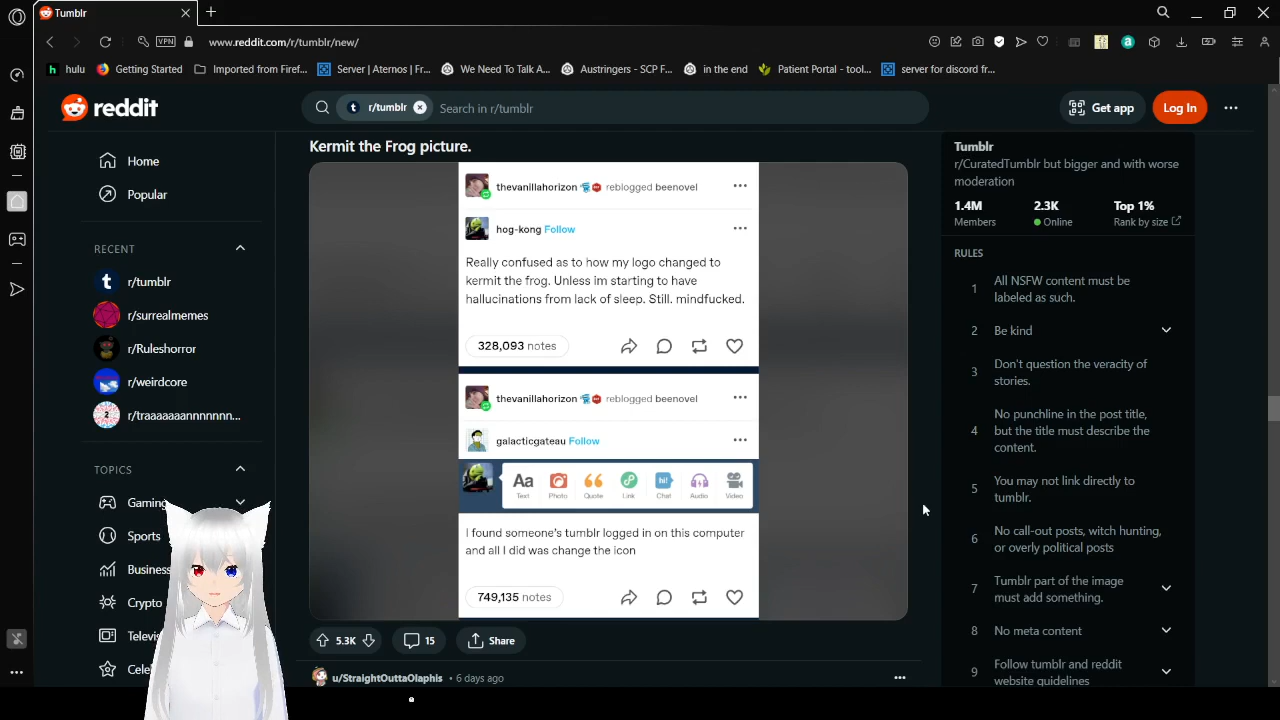 Tumblr
VPN
www.reddit.com/r/tumblr/new/
hulu
Getting Started
Imported from Firef...
Server | Aternos | Fr...
We Need To Talk A...
Austringers - SCP F...
in the end
Patient Portal - tool...
server for discord fr...
reddit
r/tumblr
Search in r/tumblr
Get app
Log In
Home
Popular
RECENT
r/tumblr
r/surrealmemes
r/Ruleshorror
r/weirdcore
r/traaaaaaannnnnnn...
TOPICS
Gaming
Sports
Business
Crypto
Televi
Celeb
Kermit the Frog picture.
thevanillahorizon reblogged beenovel
hog-kong Follow
Really confused as to how my logo changed to
kermit the frog. Unless im starting to have
hallucinations from lack of sleep. Still. mindfucked.
328,093 notes
thevanillahorizon reblogged beenovel
galacticgateau Follow
Aa
hi!
Text
Photo
Quote
Link
Chat
Audio
Video
I found someone's tumblr logged in on this computer
and all I did was change the icon
749,135 notes
5.3K
15
Share
u/StraightOuttaOlaphis • 6 days ago
Tumblr
r/CuratedTumblr but bigger and with worse
moderation
1.4M
2.3K
Top 1%
Members
Online
Rank by size
RULES
1 All NSFW content must be
labeled as such.
2 Be kind
3 Don't question the veracity of
stories.
4 No punchline in the post title,
but the title must describe the
content.
5 You may not link directly to
tumblr.
6 No call-out posts, witch hunting,
or overly political posts
7 Tumblr part of the image
must add something.
8 No meta content
9 Follow tumblr and reddit
website guidelines